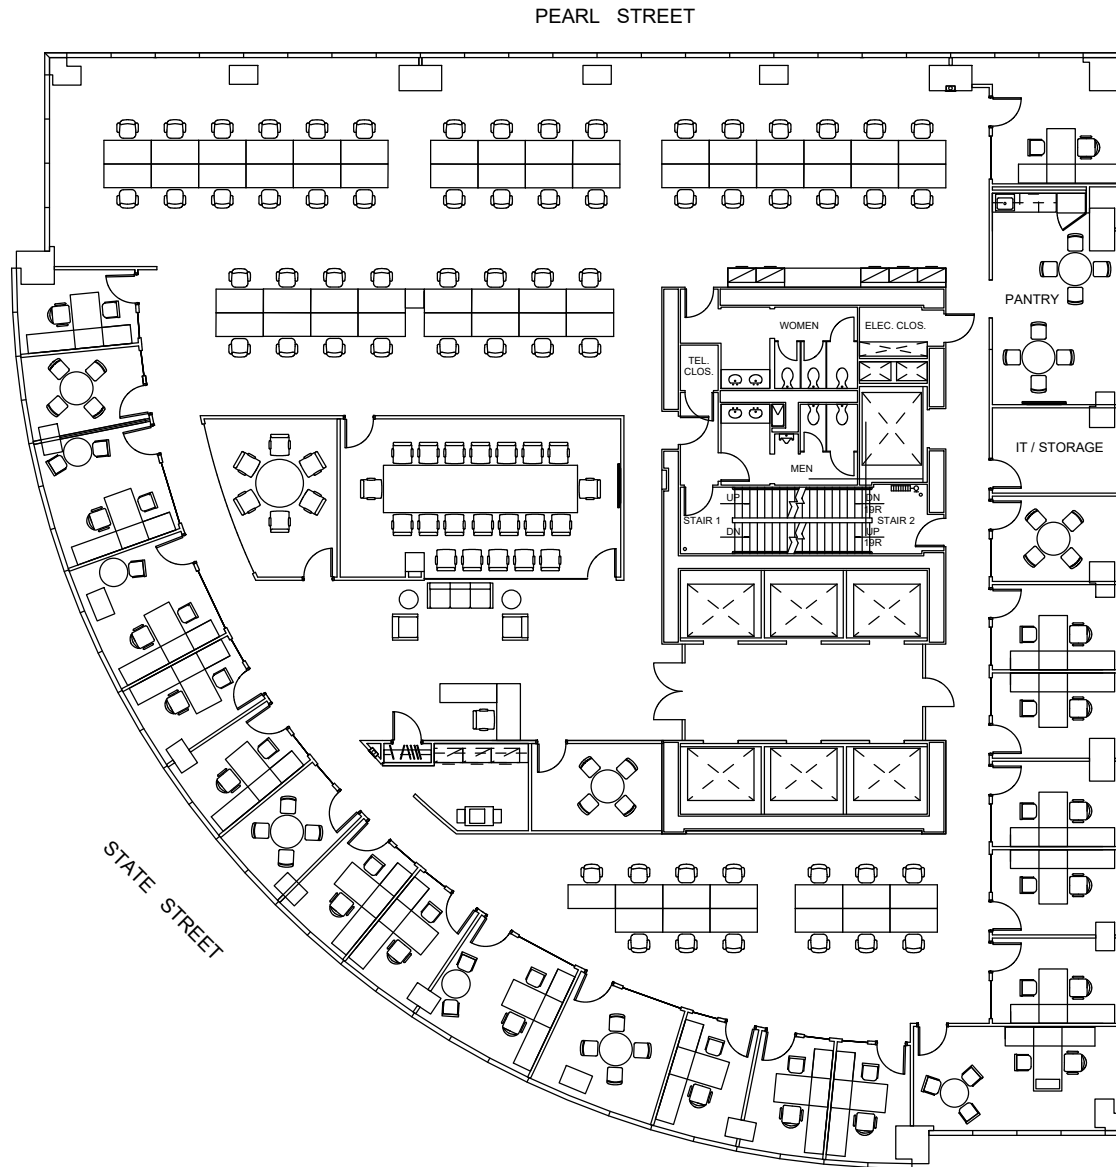 PEARL STREET
WOMEN
ELEC. CLOS.
PANTRY
TEL.
CLOS.
IT / STORAGE
MEN
UP
DN
19R
STAIR 1
STAIR 2
DN
UP
19R
STATE STREET